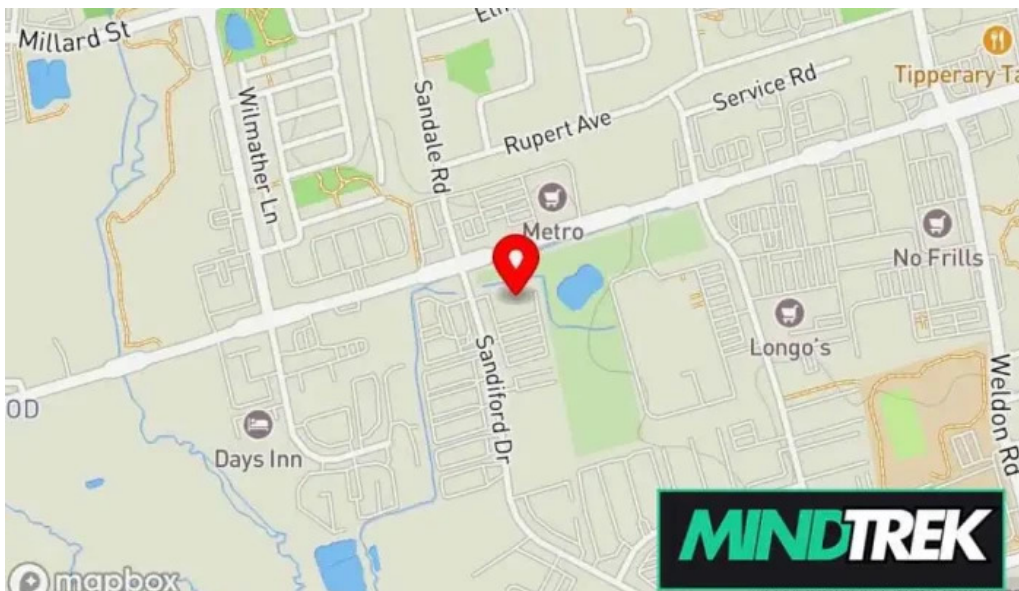 Millard St
Elm
Tipperary Ta
Service Rd
Wilmather Ln
Sandale Rd
Rupert Ave
Metro
No Frills
Longo's
OD
Days Inn
Sandiford Dr
Weldon Rd
MINDTREK
mapbox